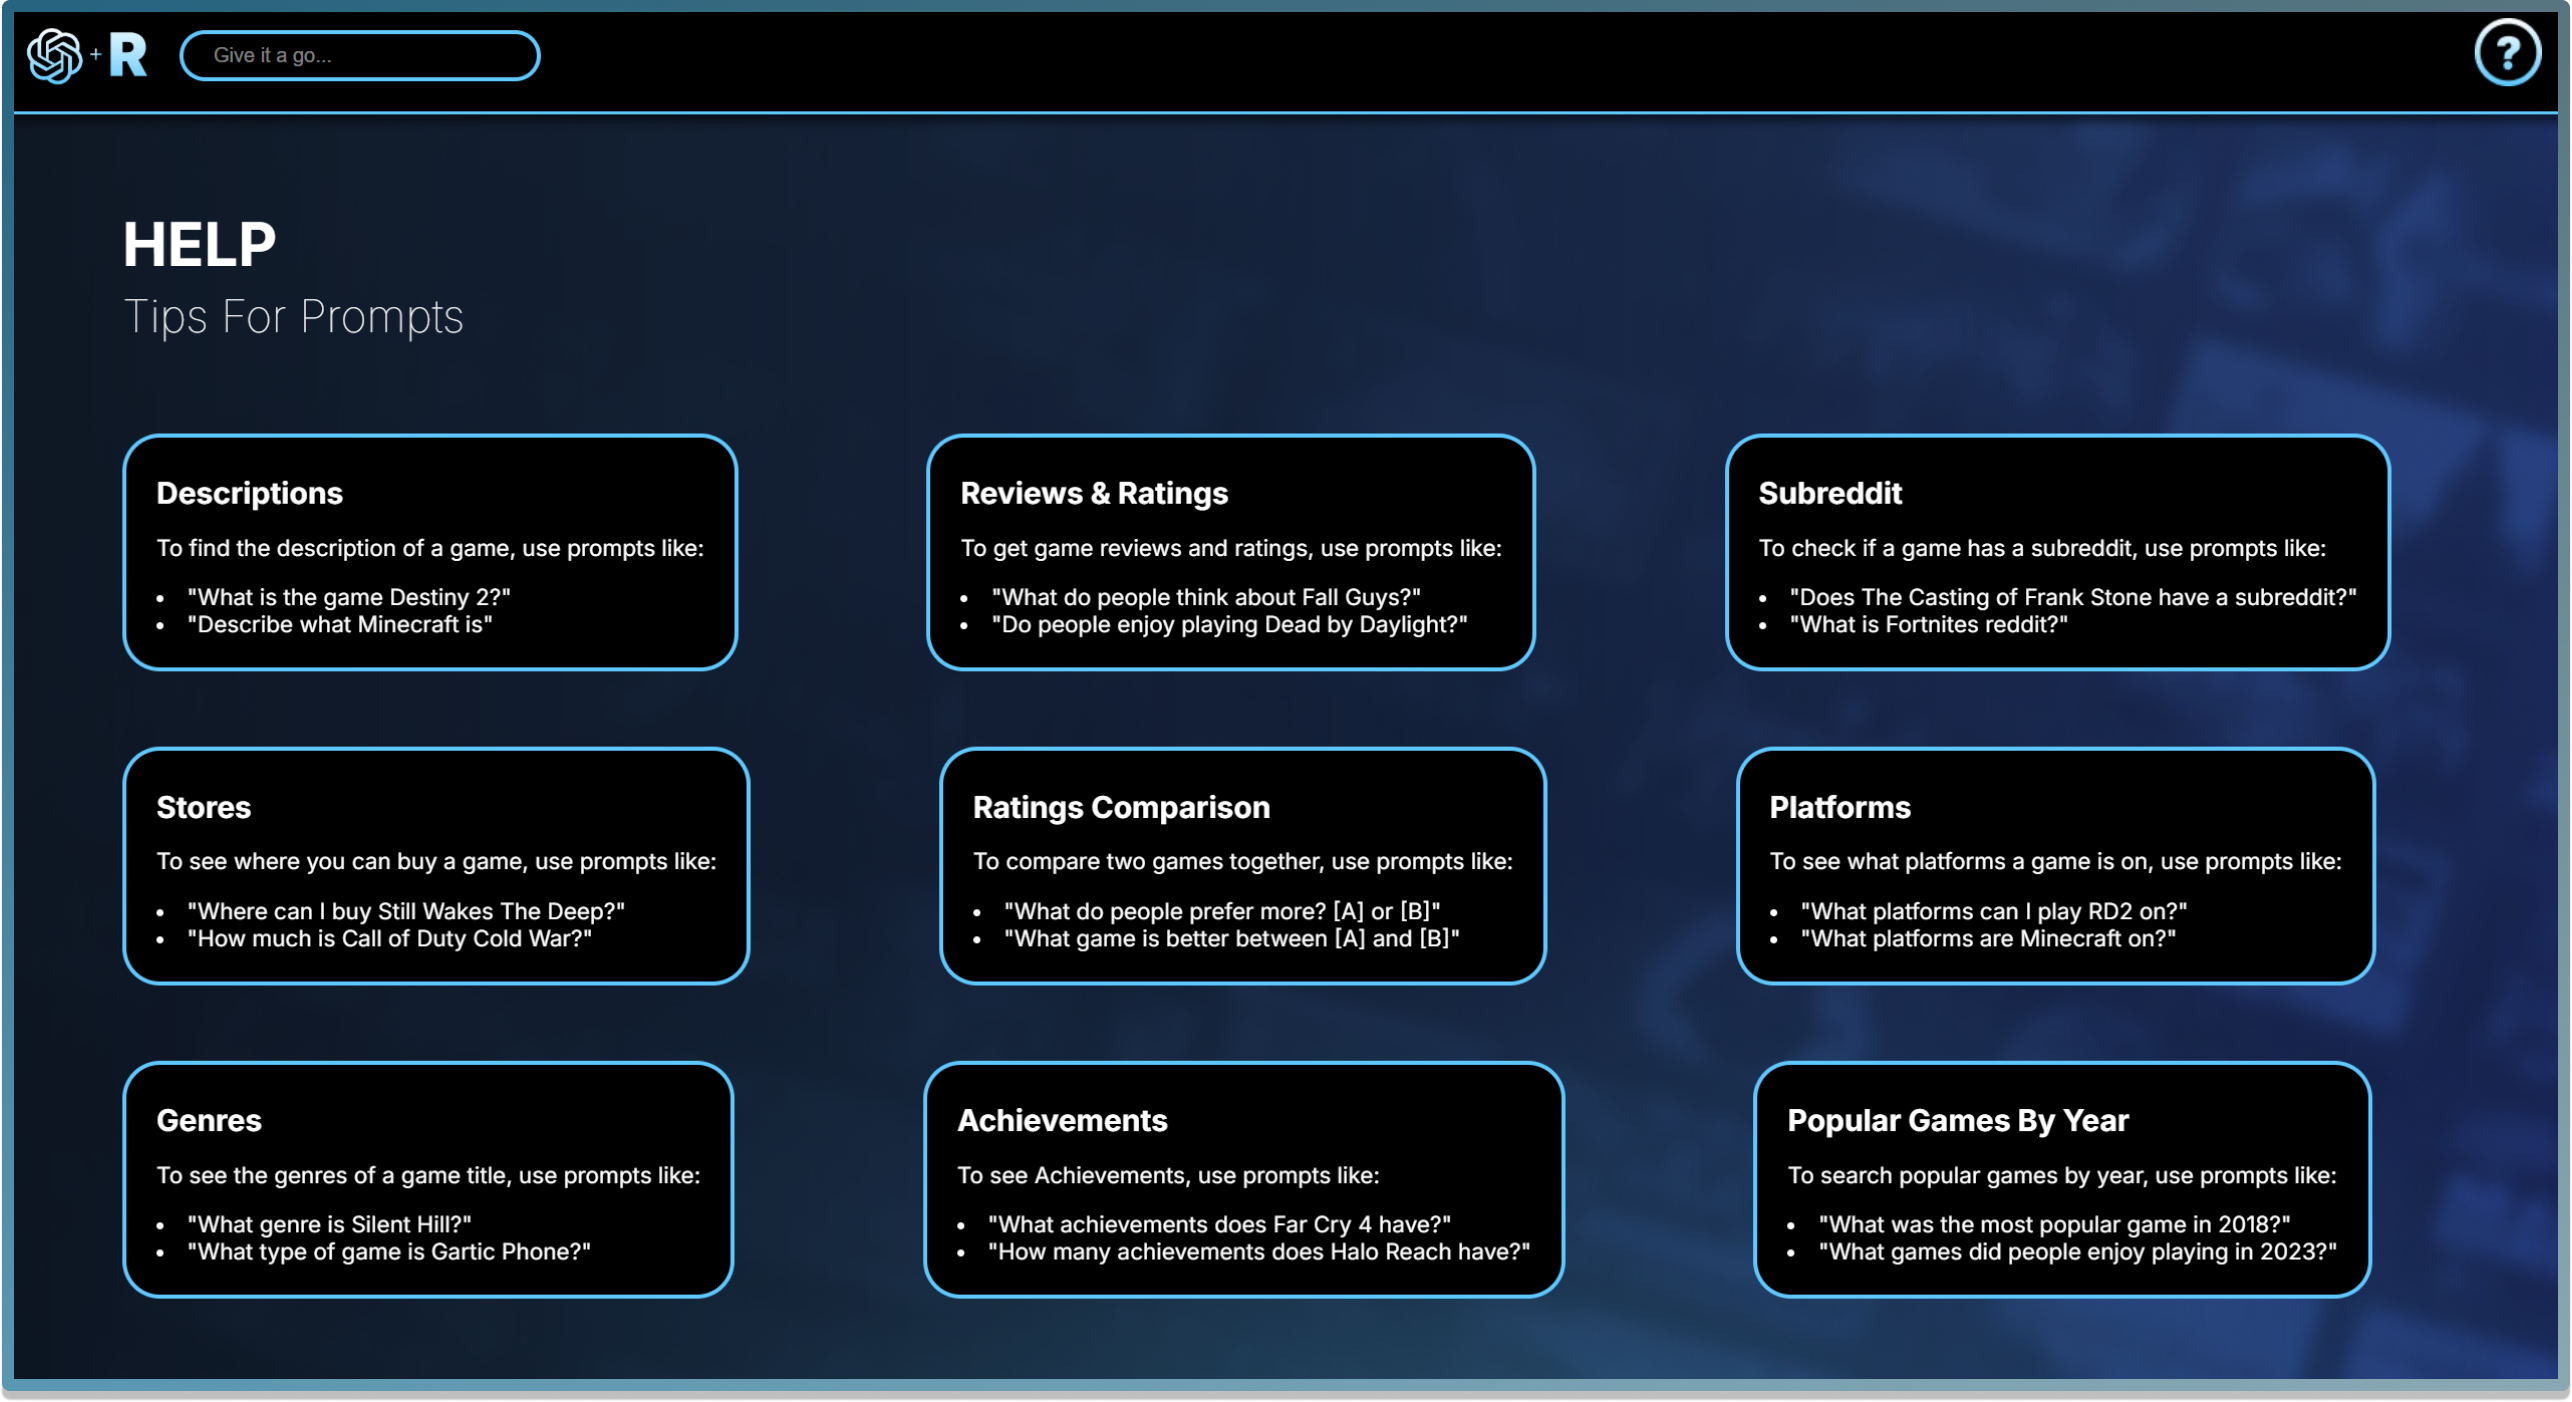 + R
Give it a go...
?
HELP
Tips For Prompts
Descriptions
To find the description of a game, use prompts like:
• "What is the game Destiny 2?"
• "Describe what Minecraft is"
Reviews & Ratings
To get game reviews and ratings, use prompts like:
• "What do people think about Fall Guys?"
• "Do people enjoy playing Dead by Daylight?"
Subreddit
To check if a game has a subreddit, use prompts like:
• "Does The Casting of Frank Stone have a subreddit?"
• "What is Fortnites reddit?"
Stores
To see where you can buy a game, use prompts like:
• "Where can I buy Still Wakes The Deep?"
• "How much is Call of Duty Cold War?"
Ratings Comparison
To compare two games together, use prompts like:
• "What do people prefer more? [A] or [B]"
• "What game is better between [A] and [B]"
Platforms
To see what platforms a game is on, use prompts like:
• "What platforms can I play RD2 on?"
• "What platforms are Minecraft on?"
Genres
To see the genres of a game title, use prompts like:
• "What genre is Silent Hill?"
• "What type of game is Gartic Phone?"
Achievements
To see Achievements, use prompts like:
• "What achievements does Far Cry 4 have?"
• "How many achievements does Halo Reach have?"
Popular Games By Year
To search popular games by year, use prompts like:
• "What was the most popular game in 2018?"
• "What games did people enjoy playing in 2023?"